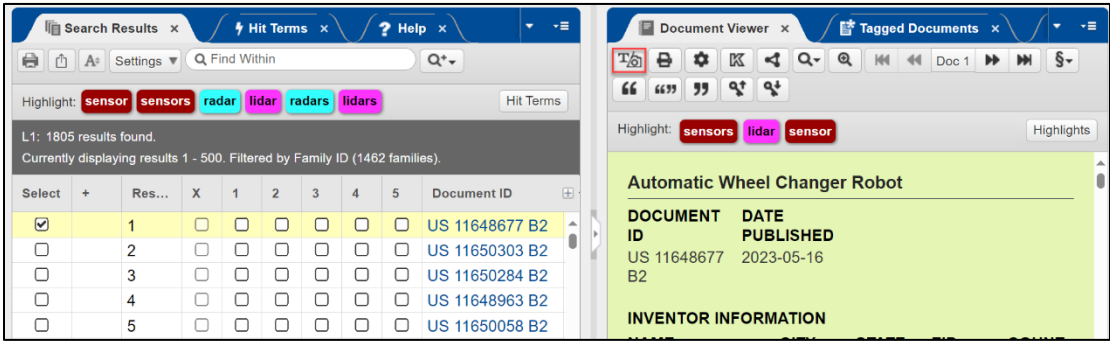 Search Results x Hit Terms x ? Help x
Settings ▼ Find Within
Highlight: sensor sensors radar lidar radars lidars Hit Terms
L1: 1805 results found.
Currently displaying results 1 - 500. Filtered by Family ID (1462 families).
Select + Res... X 1 2 3 4 5 Document ID
1 US 11648677 B2
2 US 11650303 B2
3 US 11650284 B2
4 US 11648963 B2
5 US 11650058 B2
Document Viewer x Tagged Documents x
Doc 1 §
Highlight: sensors lidar sensor Highlights
Automatic Wheel Changer Robot
DOCUMENT DATE
ID PUBLISHED
US 11648677 2023-05-16
B2
INVENTOR INFORMATION